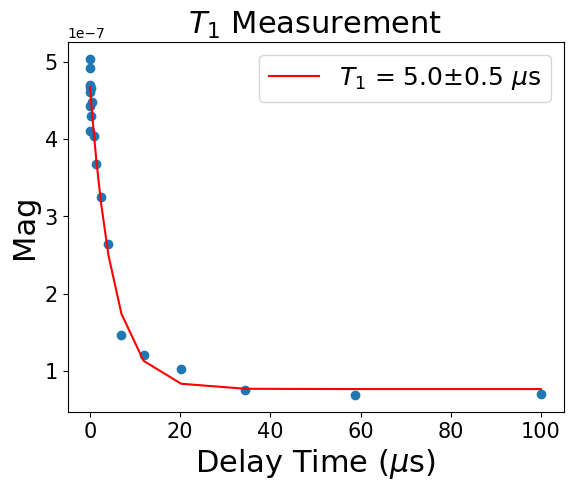 T₁ Measurement
1e−7
T₁ = 5.0±0.5 μs
5
4
3
2
1
Mag
0 20 40 60 80 100
Delay Time (μs)